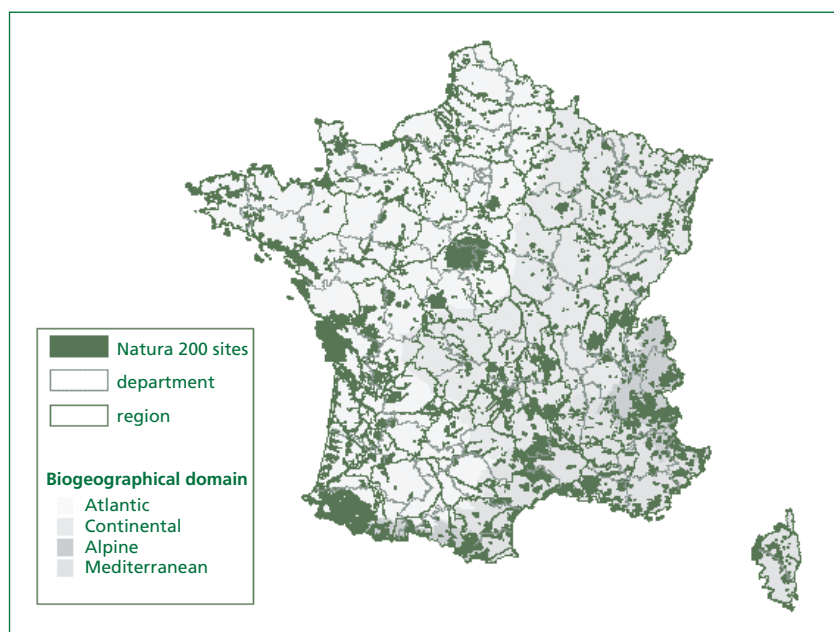 Natura 200 sites
department
region
Biogeographical domain
Atlantic
Continental
Alpine
Mediterranean